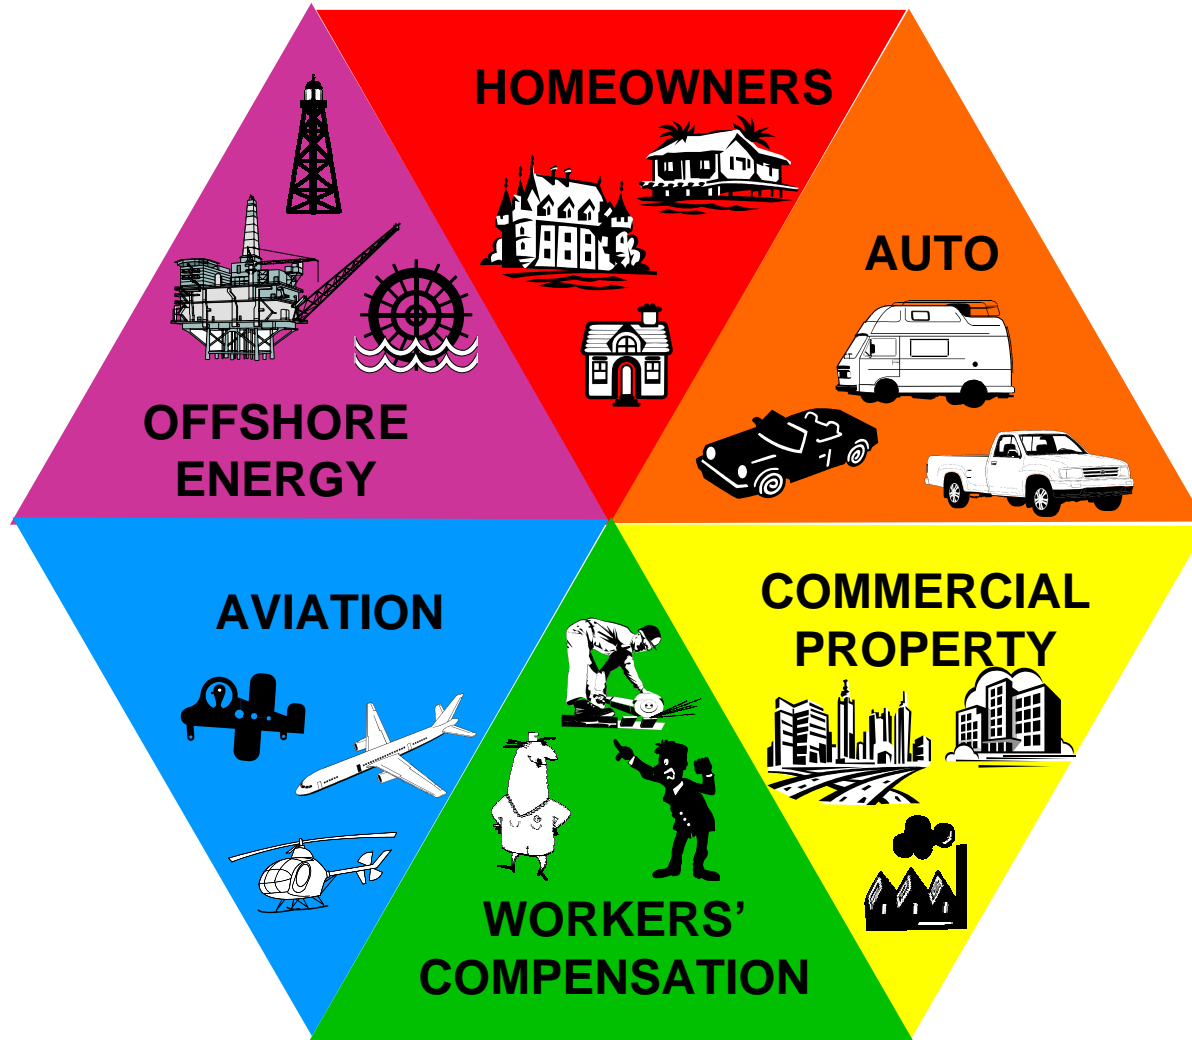 HOMEOWNERS
AUTO
OFFSHORE
ENERGY
AVIATION
COMMERCIAL
PROPERTY
WORKERS’
COMPENSATION